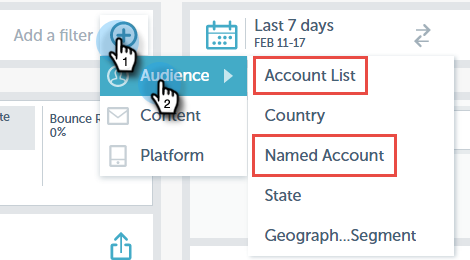 Add a filter
1
Last 7 days
FEB 11-17
Audience
2
Content
Platform
Account List
Country
Named Account
State
Geograph...Segment
Bounce R
0%